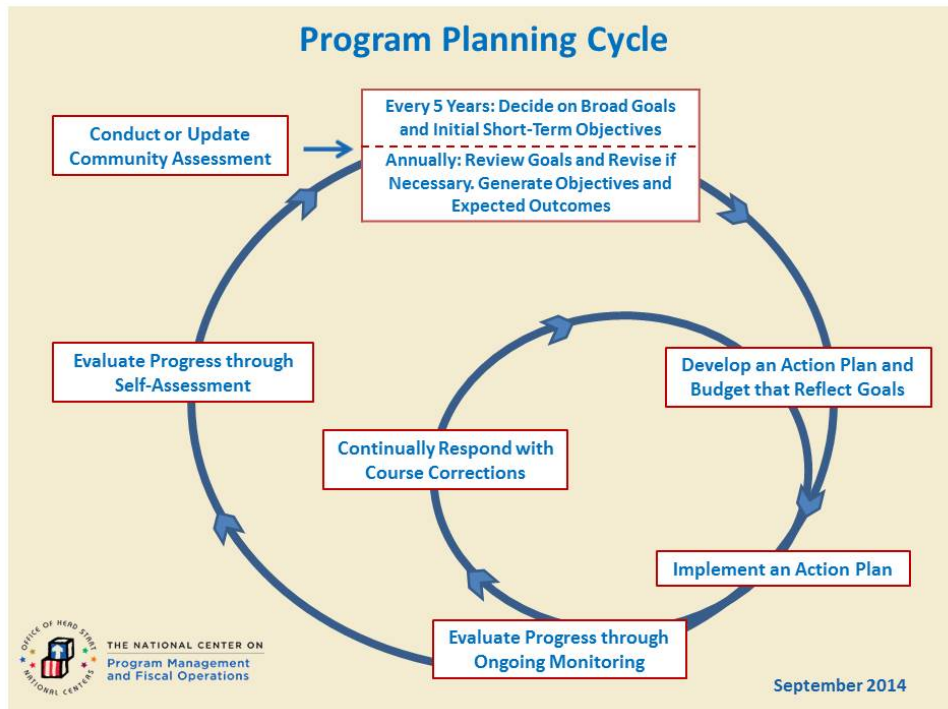 Program Planning Cycle
Conduct or Update
Community Assessment
Every 5 Years: Decide on Broad Goals
and Initial Short-Term Objectives
Annually: Review Goals and Revise if
Necessary. Generate Objectives and
Expected Outcomes
Evaluate Progress through
Self-Assessment
Develop an Action Plan and
Budget that Reflect Goals
Continually Respond with
Course Corrections
Implement an Action Plan
Evaluate Progress through
Ongoing Monitoring
OFFICE OF HEAD START
NATIONAL CENTERS
THE NATIONAL CENTER ON
Program Management
and Fiscal Operations
September 2014